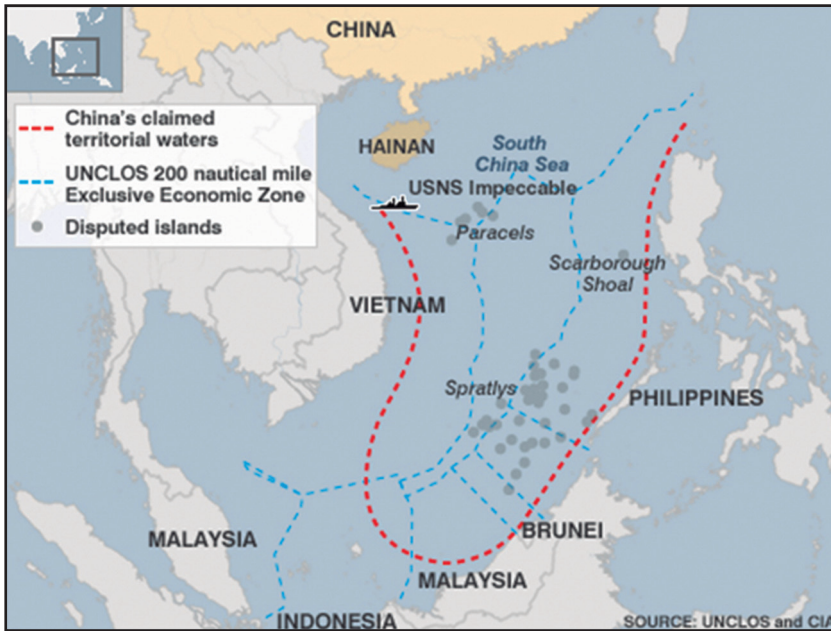 CHINA
China's claimed
territorial waters
UNCLOS 200 nautical mile
Exclusive Economic Zone
Disputed islands
HAINAN
South
China Sea
USNS Impeccable
Paracels
Scarborough
Shoal
VIETNAM
Spratlys
PHILIPPINES
MALAYSIA
BRUNEI
MALAYSIA
INDONESIA
SOURCE: UNCLOS and CIA